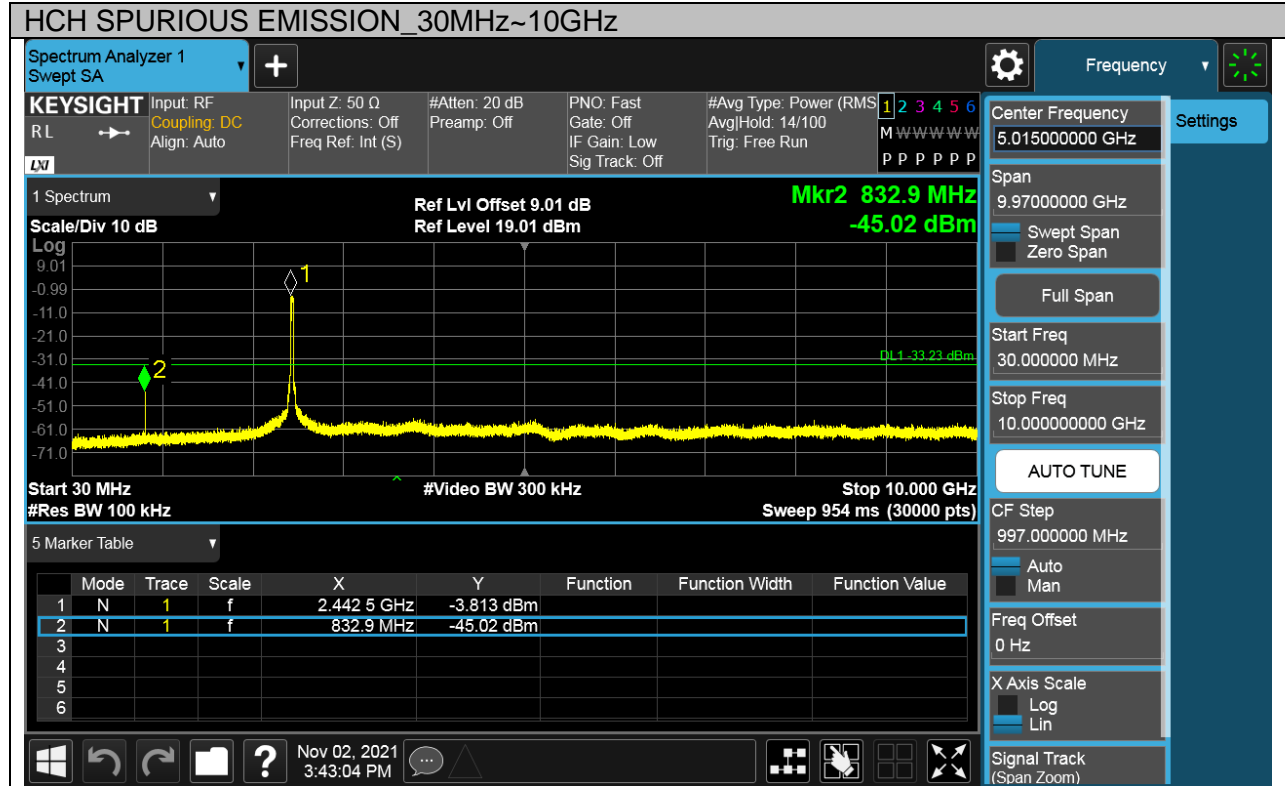 HCH SPURIOUS EMISSION_30MHz~10GHz
Spectrum Analyzer 1
Swept SA
+
Frequency
KEYSIGHT
RL
LXI
Input: RF
Coupling: DC
Align: Auto
Input Z: 50 Ω
Corrections: Off
Freq Ref: Int (S)
#Atten: 20 dB
Preamp: Off
PNO: Fast
Gate: Off
IF Gain: Low
Sig Track: Off
#Avg Type: Power (RMS
Avg|Hold: 14/100
Trig: Free Run
1 2 3 4 5 6
M W W W W W
P P P P P P
1 Spectrum
Scale/Div 10 dB
Ref Lvl Offset 9.01 dB
Ref Level 19.01 dBm
Mkr2 832.9 MHz
-45.02 dBm
Log
9.01
-0.99
-11.0
-21.0
-31.0
-41.0
-51.0
-61.0
-71.0
1
2
DL1 -33.23 dBm
Start 30 MHz
#Res BW 100 kHz
#Video BW 300 kHz
Stop 10.000 GHz
Sweep 954 ms (30000 pts)
5 Marker Table
Mode Trace Scale X Y Function Function Width Function Value
1 N 1 f 2.442 5 GHz -3.813 dBm
2 N 1 f 832.9 MHz -45.02 dBm
3
4
5
6
Nov 02, 2021
3:43:04 PM
?
Center Frequency
5.015000000 GHz
Settings
Span
9.97000000 GHz
Swept Span
Zero Span
Full Span
Start Freq
30.000000 MHz
Stop Freq
10.000000000 GHz
AUTO TUNE
CF Step
997.000000 MHz
Auto
Man
Freq Offset
0 Hz
X Axis Scale
Log
Lin
Signal Track
(Span Zoom)